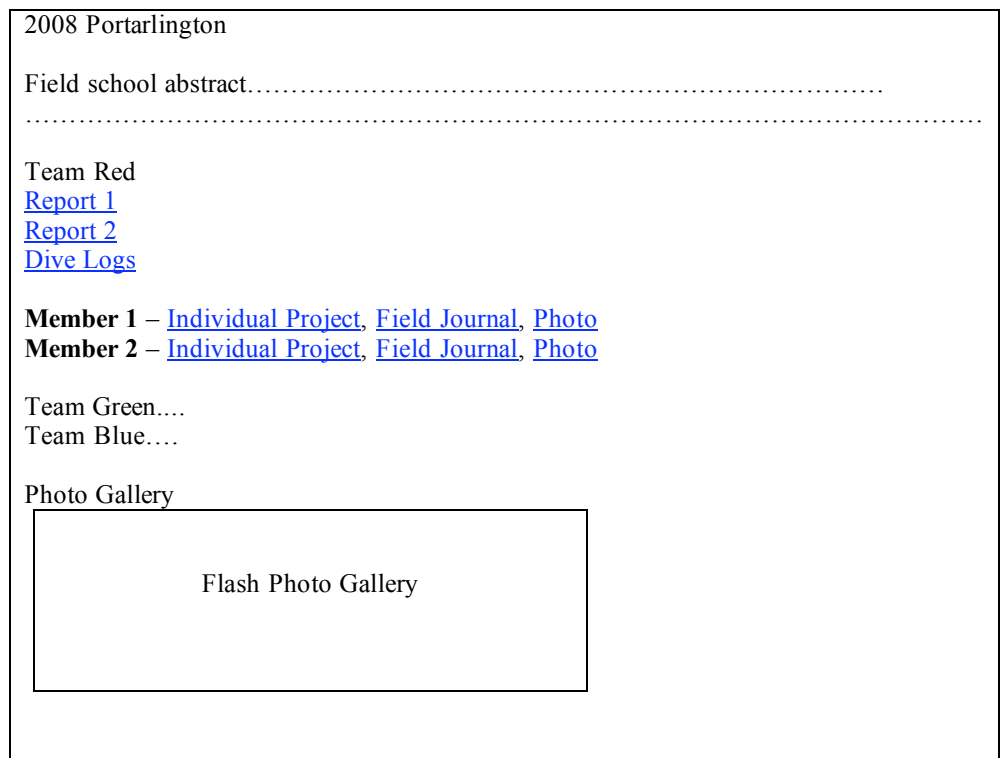 2008 Portarlington
Field school abstract………………………………………………………………
…………………………………………………………………………………………………
Team Red
Report 1
Report 2
Dive Logs
Member 1 – Individual Project, Field Journal, Photo
Member 2 – Individual Project, Field Journal, Photo
Team Green....
Team Blue….
Photo Gallery
Flash Photo Gallery